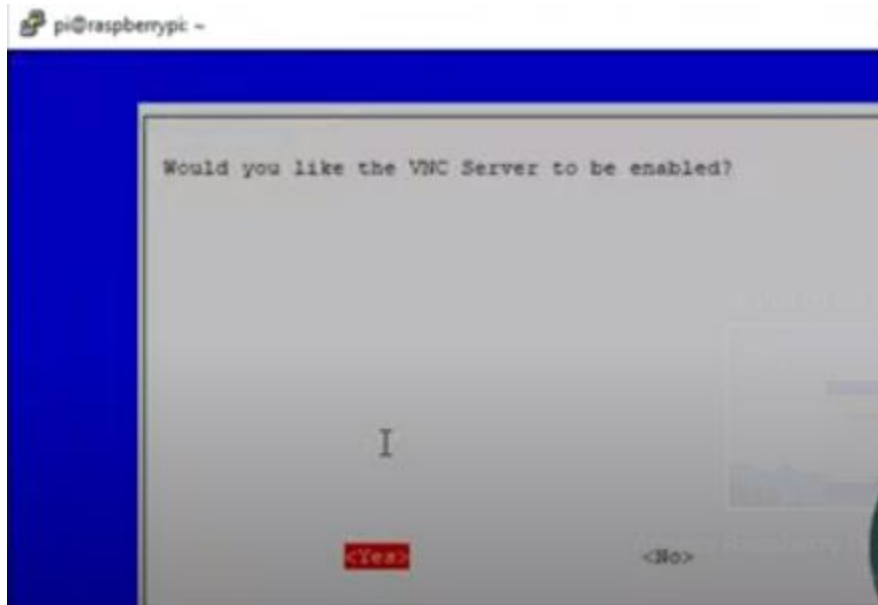 pi@raspberrypi: ~
Would you like the VNC Server to be enabled?
<Yes>
<No>